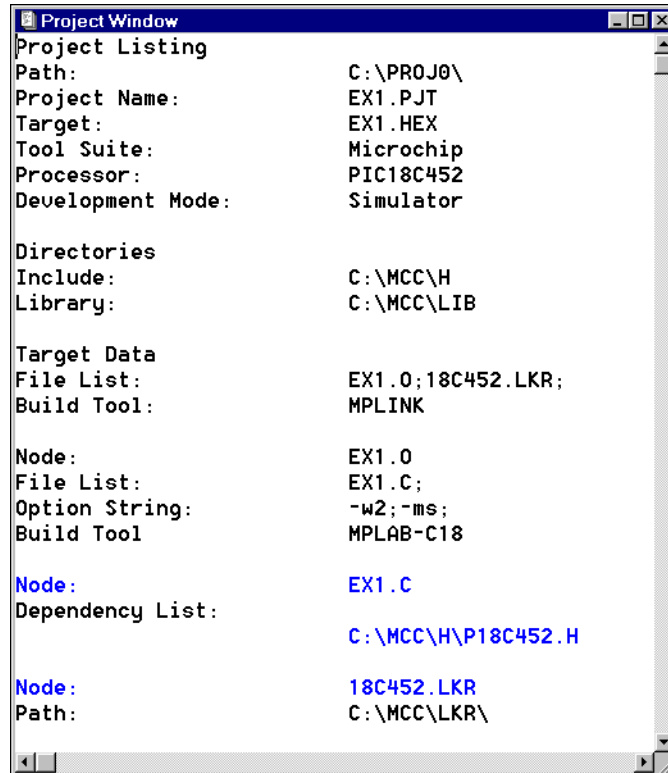 Project Window
Project Listing
Path: C:\PROJ0\
Project Name: EX1.PJT
Target: EX1.HEX
Tool Suite: Microchip
Processor: PIC18C452
Development Mode: Simulator
Directories
Include: C:\MCC\H
Library: C:\MCC\LIB
Target Data
File List: EX1.O;18C452.LKR;
Build Tool: MPLINK
Node: EX1.O
File List: EX1.C;
Option String: -w2;-ms;
Build Tool MPLAB-C18
Node: EX1.C
Dependency List:
C:\MCC\H\P18C452.H
Node: 18C452.LKR
Path: C:\MCC\LKR\